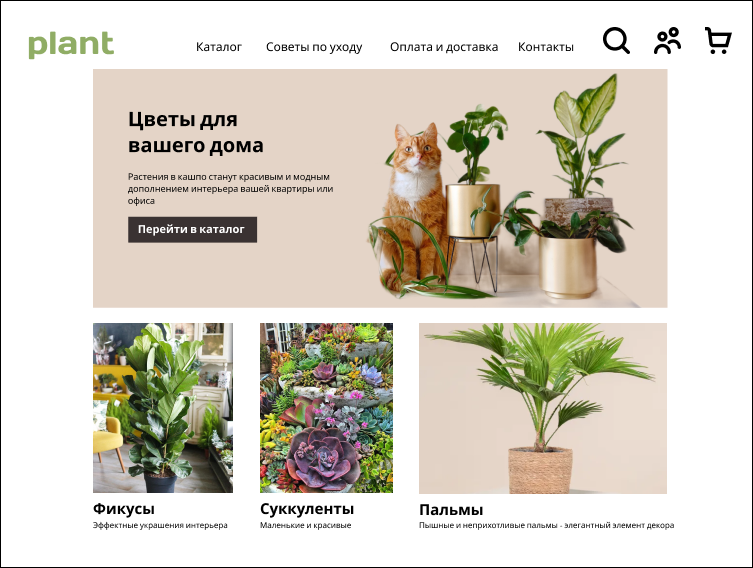 plant
Каталог
Советы по уходу
Оплата и доставка
Контакты
Цветы для
вашего дома
Растения в кашпо станут красивым и модным
дополнением интерьера вашей квартиры или
офиса
Перейти в каталог
Фикусы
Эффектные украшения интерьера
Суккуленты
Маленькие и красивые
Пальмы
Пышные и неприхотливые пальмы - элегантный элемент декора